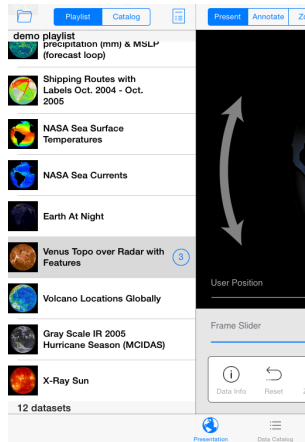 Playlist
Catalog
Present
Annotate
demo playlist
precipitation (mm) & MSLP
(forecast loop)
Shipping Routes with
Labels Oct. 2004 - Oct.
2005
NASA Sea Surface
Temperatures
NASA Sea Currents
Earth At Night
Venus Topo over Radar with
Features
3
Volcano Locations Globally
Gray Scale IR 2005
Hurricane Season (MCIDAS)
X-Ray Sun
12 datasets
User Position
Frame Slider
Data Info
Reset
Presentation
Data Catalog